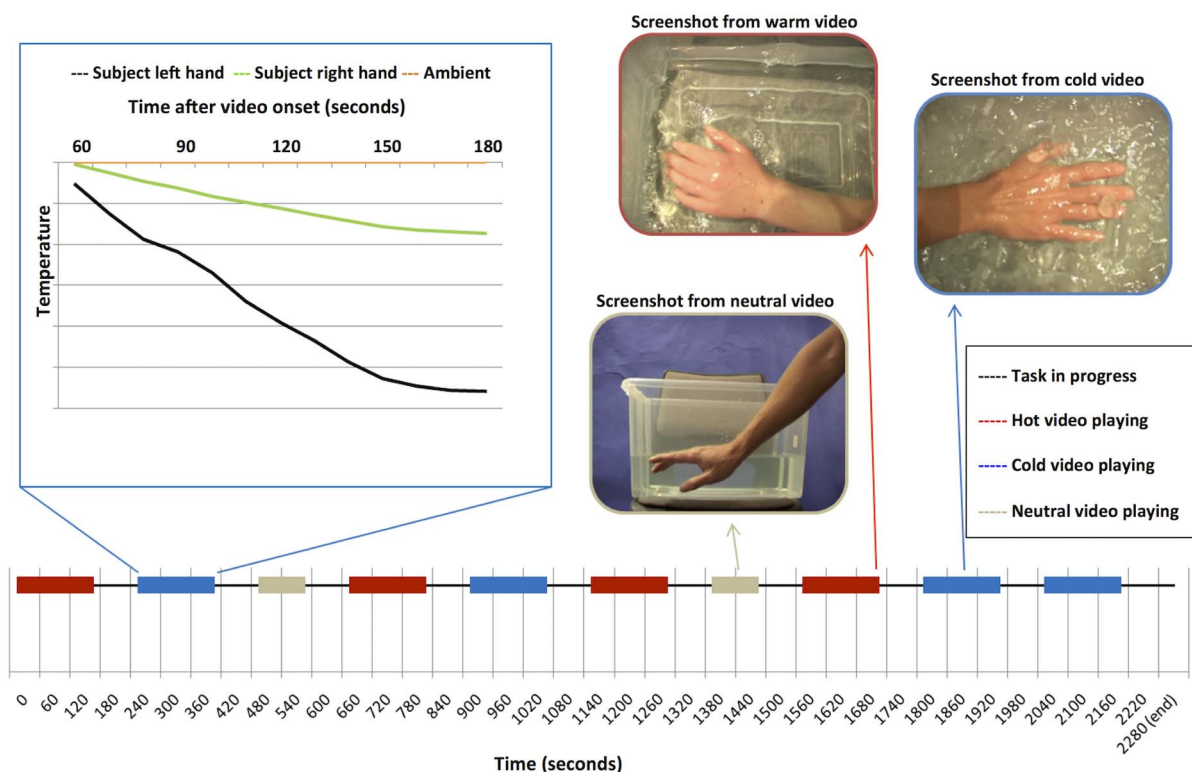 Screenshot from warm video
--- Subject left hand --- Subject right hand --- Ambient
Time after video onset (seconds)
60 90 120 150 180
Temperature
Screenshot from cold video
Screenshot from neutral video
----- Task in progress
----- Hot video playing
----- Cold video playing
----- Neutral video playing
0 60 120 180 240 300 360 420 480 540 600 660 720 780 840 900 960 1020 1080 1140 1200 1260 1320 1380 1440 1500 1560 1620 1680 1740 1800 1860 1920 1980 2040 2100 2160 2220 2280 (end)
Time (seconds)